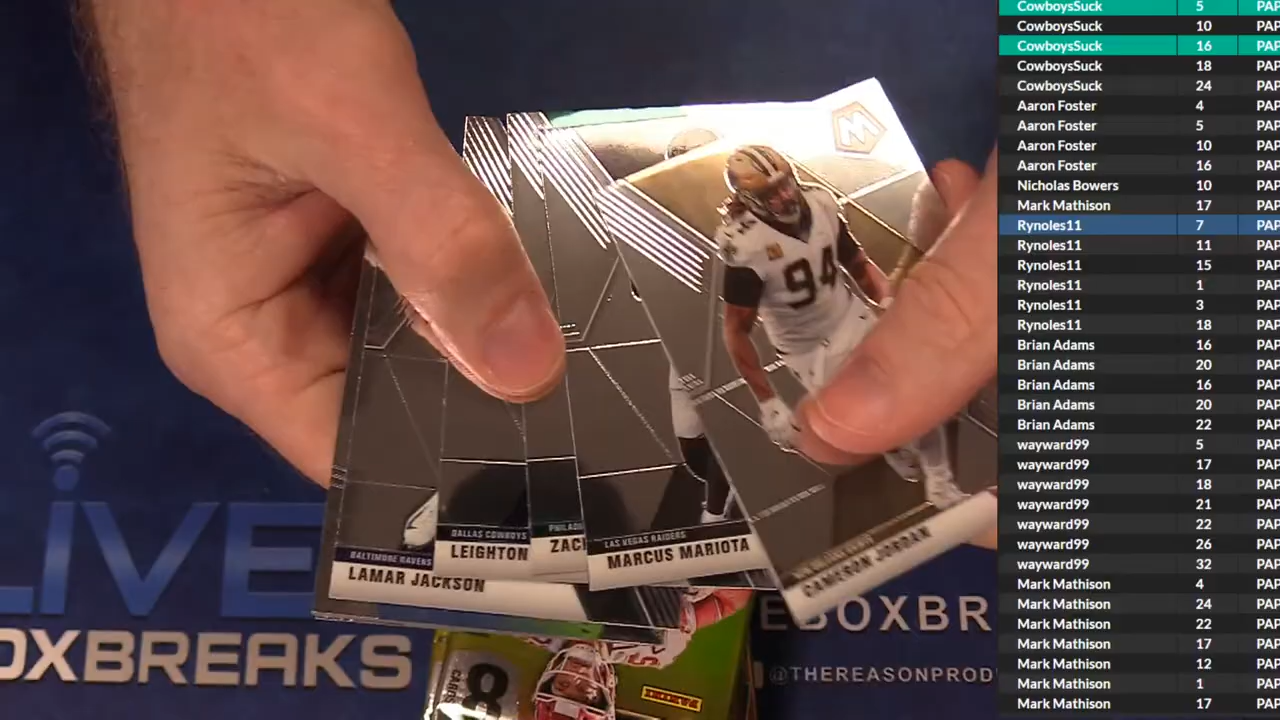 94
BALTIMORE RAVENS
LAMAR JACKSON
DALLAS COWBOYS
LEIGHTON
PHILAD
ZAC
LAS VEGAS RAIDERS
MARCUS MARIOTA
CAMERON JORDAN
LIVE
OXBREAKS
EBOXBR
@THEREASONPROD
8
CARDS
PANINI
CowboysSuck 5 PAP
CowboysSuck 10 PAP
CowboysSuck 16 PAP
CowboysSuck 18 PAP
CowboysSuck 24 PAP
Aaron Foster 4 PAP
Aaron Foster 5 PAP
Aaron Foster 10 PAP
Aaron Foster 16 PAP
Nicholas Bowers 10 PAP
Mark Mathison 17 PAP
Rynoles11 7 PAP
Rynoles11 11 PAP
Rynoles11 15 PAP
Rynoles11 1 PAP
Rynoles11 3 PAP
Rynoles11 18 PAP
Brian Adams 16 PAP
Brian Adams 20 PAP
Brian Adams 16 PAP
Brian Adams 20 PAP
Brian Adams 22 PAP
wayward99 5 PAP
wayward99 17 PAP
wayward99 18 PAP
wayward99 21 PAP
wayward99 22 PAP
wayward99 26 PAP
wayward99 32 PAP
Mark Mathison 4 PAP
Mark Mathison 24 PAP
Mark Mathison 22 PAP
Mark Mathison 17 PAP
Mark Mathison 12 PAP
Mark Mathison 1 PAP
Mark Mathison 17 PAP